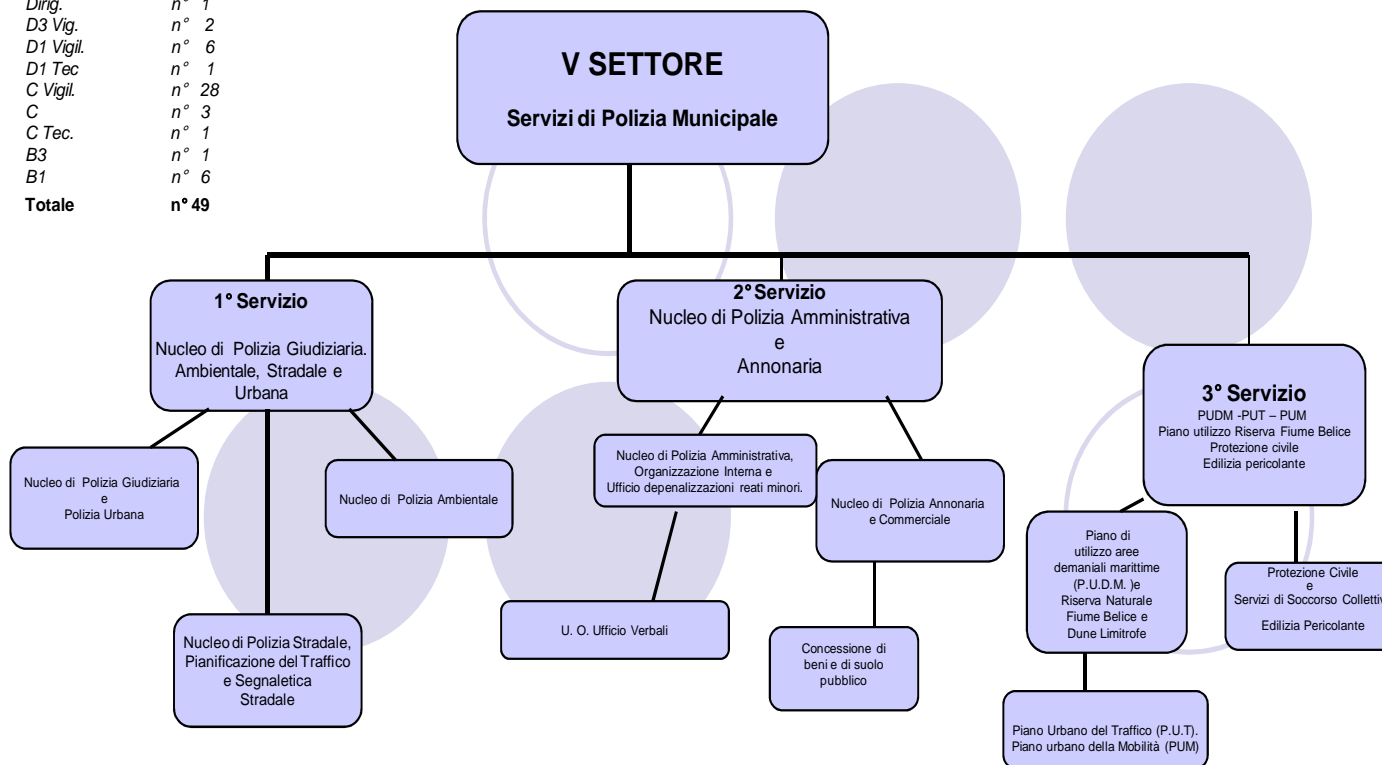 Dirig. n° 1
D3 Vig. n° 2
D1 Vigil. n° 6
D1 Tec n° 1
C Vigil. n° 28
C n° 3
C Tec. n° 1
B3 n° 1
B1 n° 6
Totale n° 49
V SETTORE
Servizi di Polizia Municipale
1° Servizio
Nucleo di Polizia Giudiziaria.
Ambientale, Stradale e
Urbana
2° Servizio
Nucleo di Polizia Amministrativa
e
Annonaria
3° Servizio
PUDM -PUT – PUM
Piano utilizzo Riserva Fiume Belice
Protezione civile
Edilizia pericolante
Nucleo di Polizia Giudiziaria
e
Polizia Urbana
Nucleo di Polizia Ambientale
Nucleo di Polizia Stradale,
Pianificazione del Traffico
e Segnaletica
Stradale
Nucleo di Polizia Amministrativa,
Organizzazione Interna e
Ufficio depenalizzazioni reati minori.
Nucleo di Polizia Annonaria
e Commerciale
U. O. Ufficio Verbali
Concessione di
beni e di suolo
pubblico
Piano di
utilizzo aree
demaniali marittime
(P.U.D.M. )e
Riserva Naturale
Fiume Belice e
Dune Limitrofe
Protezione Civile
e
Servizi di Soccorso Collettiv
Edilizia Pericolante
Piano Urbano del Traffico (P.U.T).
Piano urbano della Mobilità (PUM)